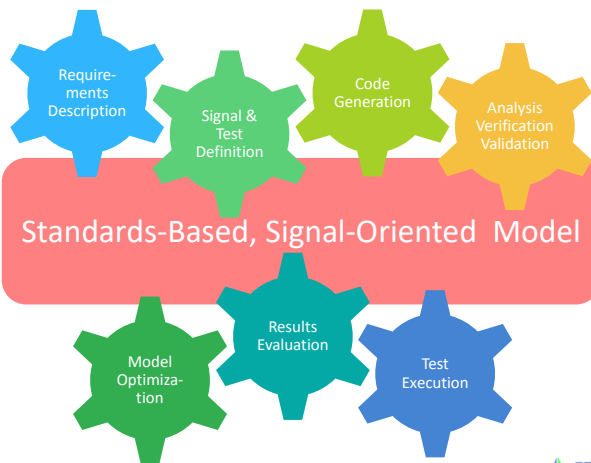 Require-
ments
Description
Signal &
Test
Definition
Code
Generation
Analysis
Verification
Validation
Standards-Based, Signal-Oriented Model
Model
Optimiza-
tion
Results
Evaluation
Test
Execution